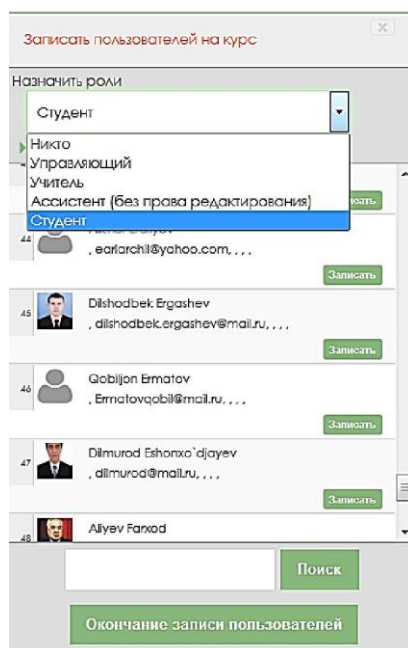 Записать пользователей на курс
X
Назначить роли
Студент
Никто
Управляющий
Учитель
Ассистент (без права редактирования)
Студент
44
, earlarchil@yahoo.com, , , ,
Записать
45
Dilshodbek Ergashev
, dilshodbek.ergashev@mail.ru, , , ,
Записать
46
Qobiljon Ermatov
, Ermatovqobil@mail.ru, , , ,
Записать
47
Dilmurod Eshonxo`djayev
, dilmurod@mail.ru, , , ,
Записать
48
Aliyev Farxod
Поиск
Окончание записи пользователей